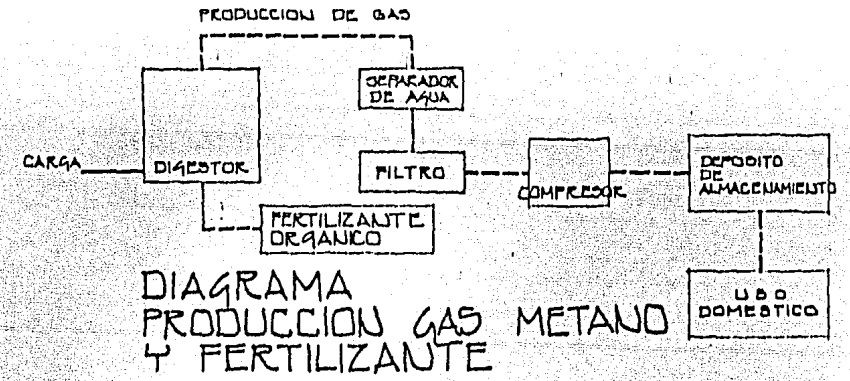 PRODUCCION DE GAS
SEPARADOR
DE AGUA
CARGA
DIGESTOR
FILTRO
COMPRESOR
DEPOSITO
DE
ALMACENAMIENTO
FERTILIZANTE
ORGANICO
USO
DOMESTICO
DIAGRAMA
PRODUCCION GAS METANO
Y FERTILIZANTE